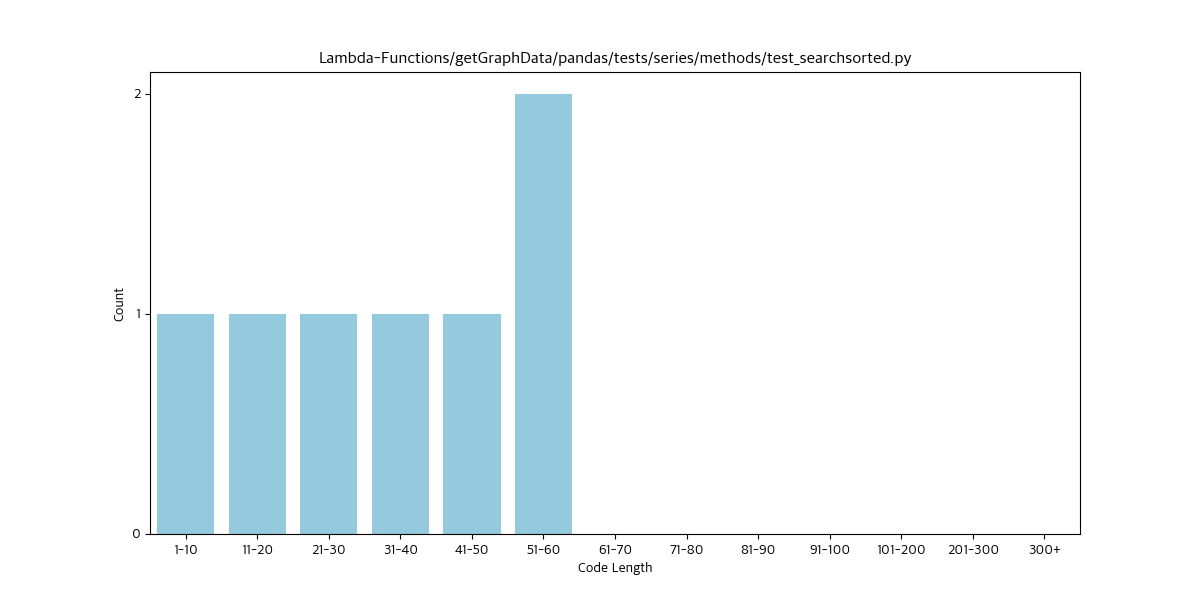 Lambda-Functions/getGraphData/pandas/tests/series/methods/test_searchsorted.py
2
1
0
Count
1-10 11-20 21-30 31-40 41-50 51-60 61-70 71-80 81-90 91-100 101-200 201-300 300+
Code Length